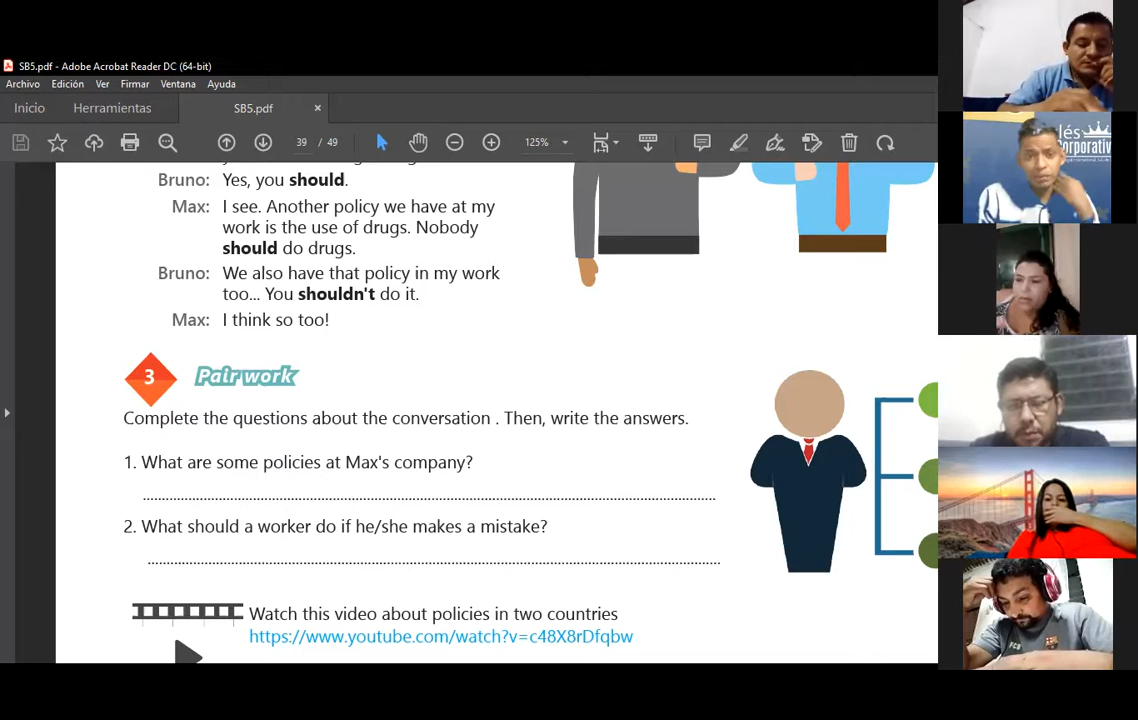 SB5.pdf - Adobe Acrobat Reader DC (64-bit)
Archivo Edición Ver Firmar Ventana Ayuda
Inicio Herramientas SB5.pdf ×
39 / 49 125%
Bruno: Yes, you should.
Max: I see. Another policy we have at my
work is the use of drugs. Nobody
should do drugs.
Bruno: We also have that policy in my work
too... You shouldn't do it.
Max: I think so too!
3 Pair work
Complete the questions about the conversation . Then, write the answers.
1. What are some policies at Max's company?
2. What should a worker do if he/she makes a mistake?
Watch this video about policies in two countries
https://www.youtube.com/watch?v=c48X8rDfqbw
lés
orporativ